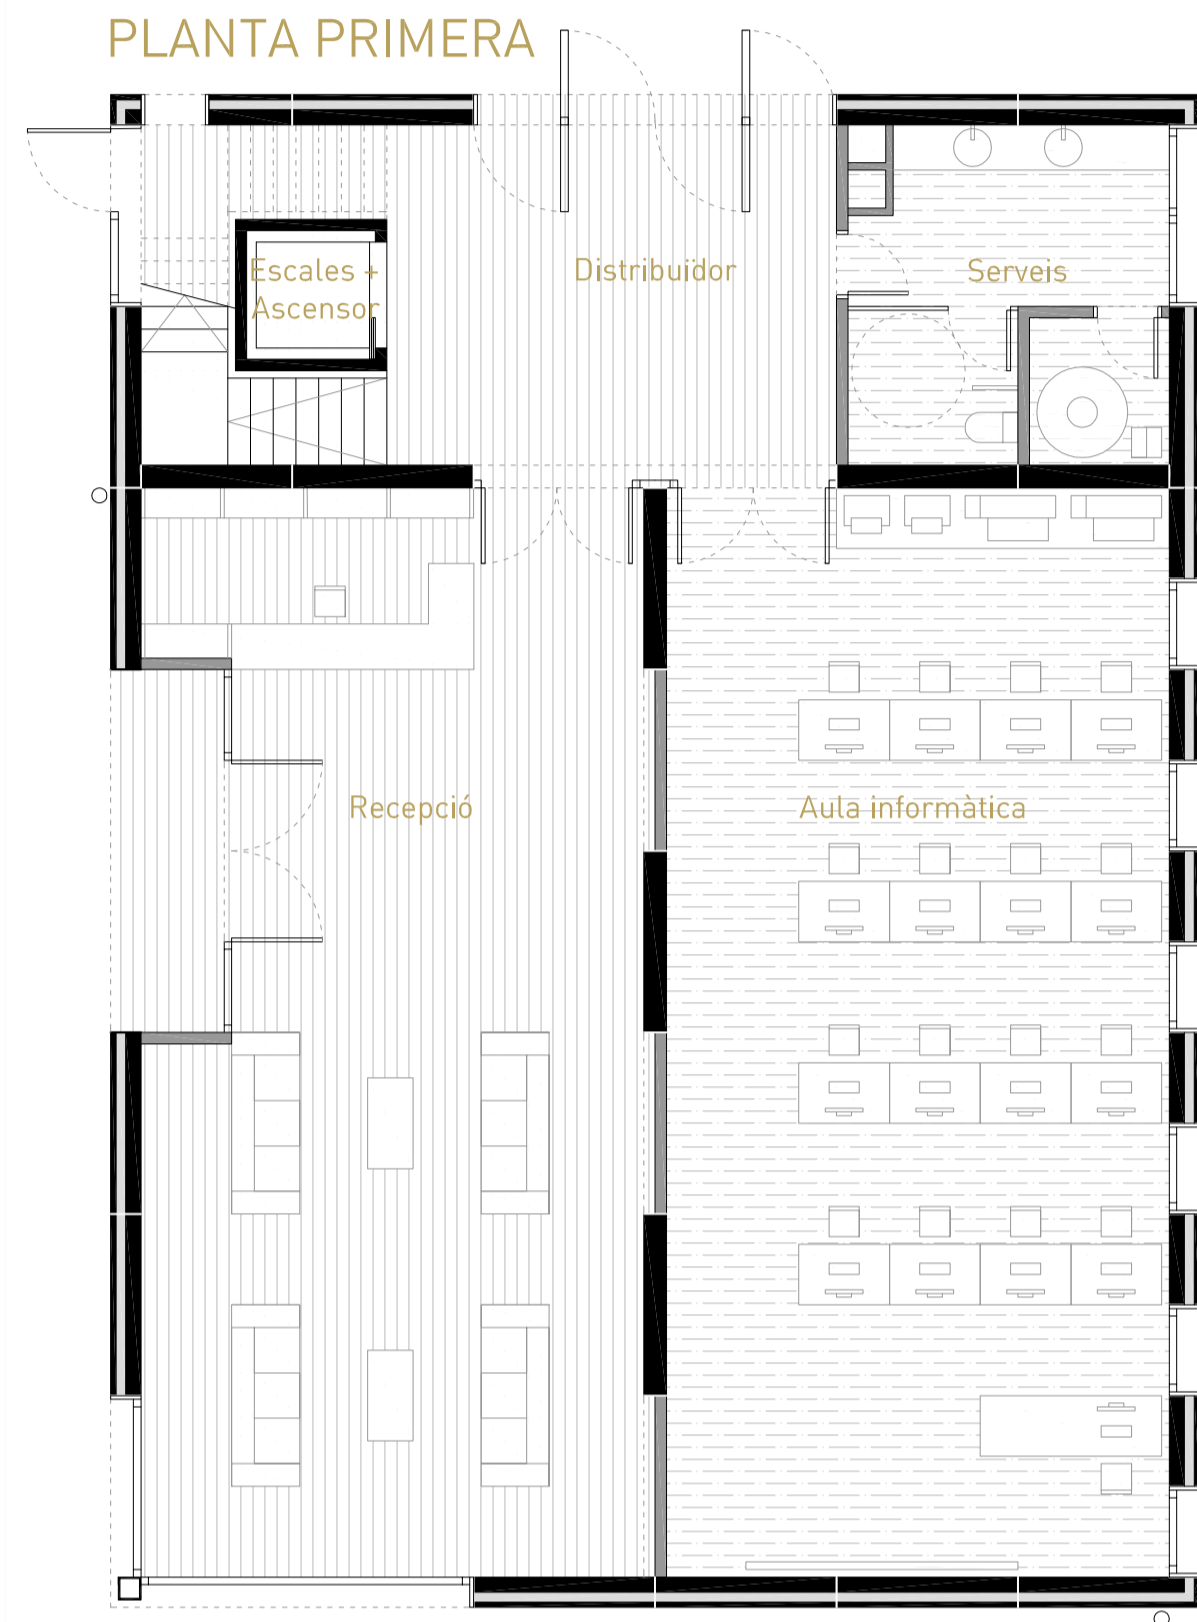 PLANTA PRIMERA
Escales +
Ascensor
Distribuïdor
Serveis
Recepció
Aula informàtica